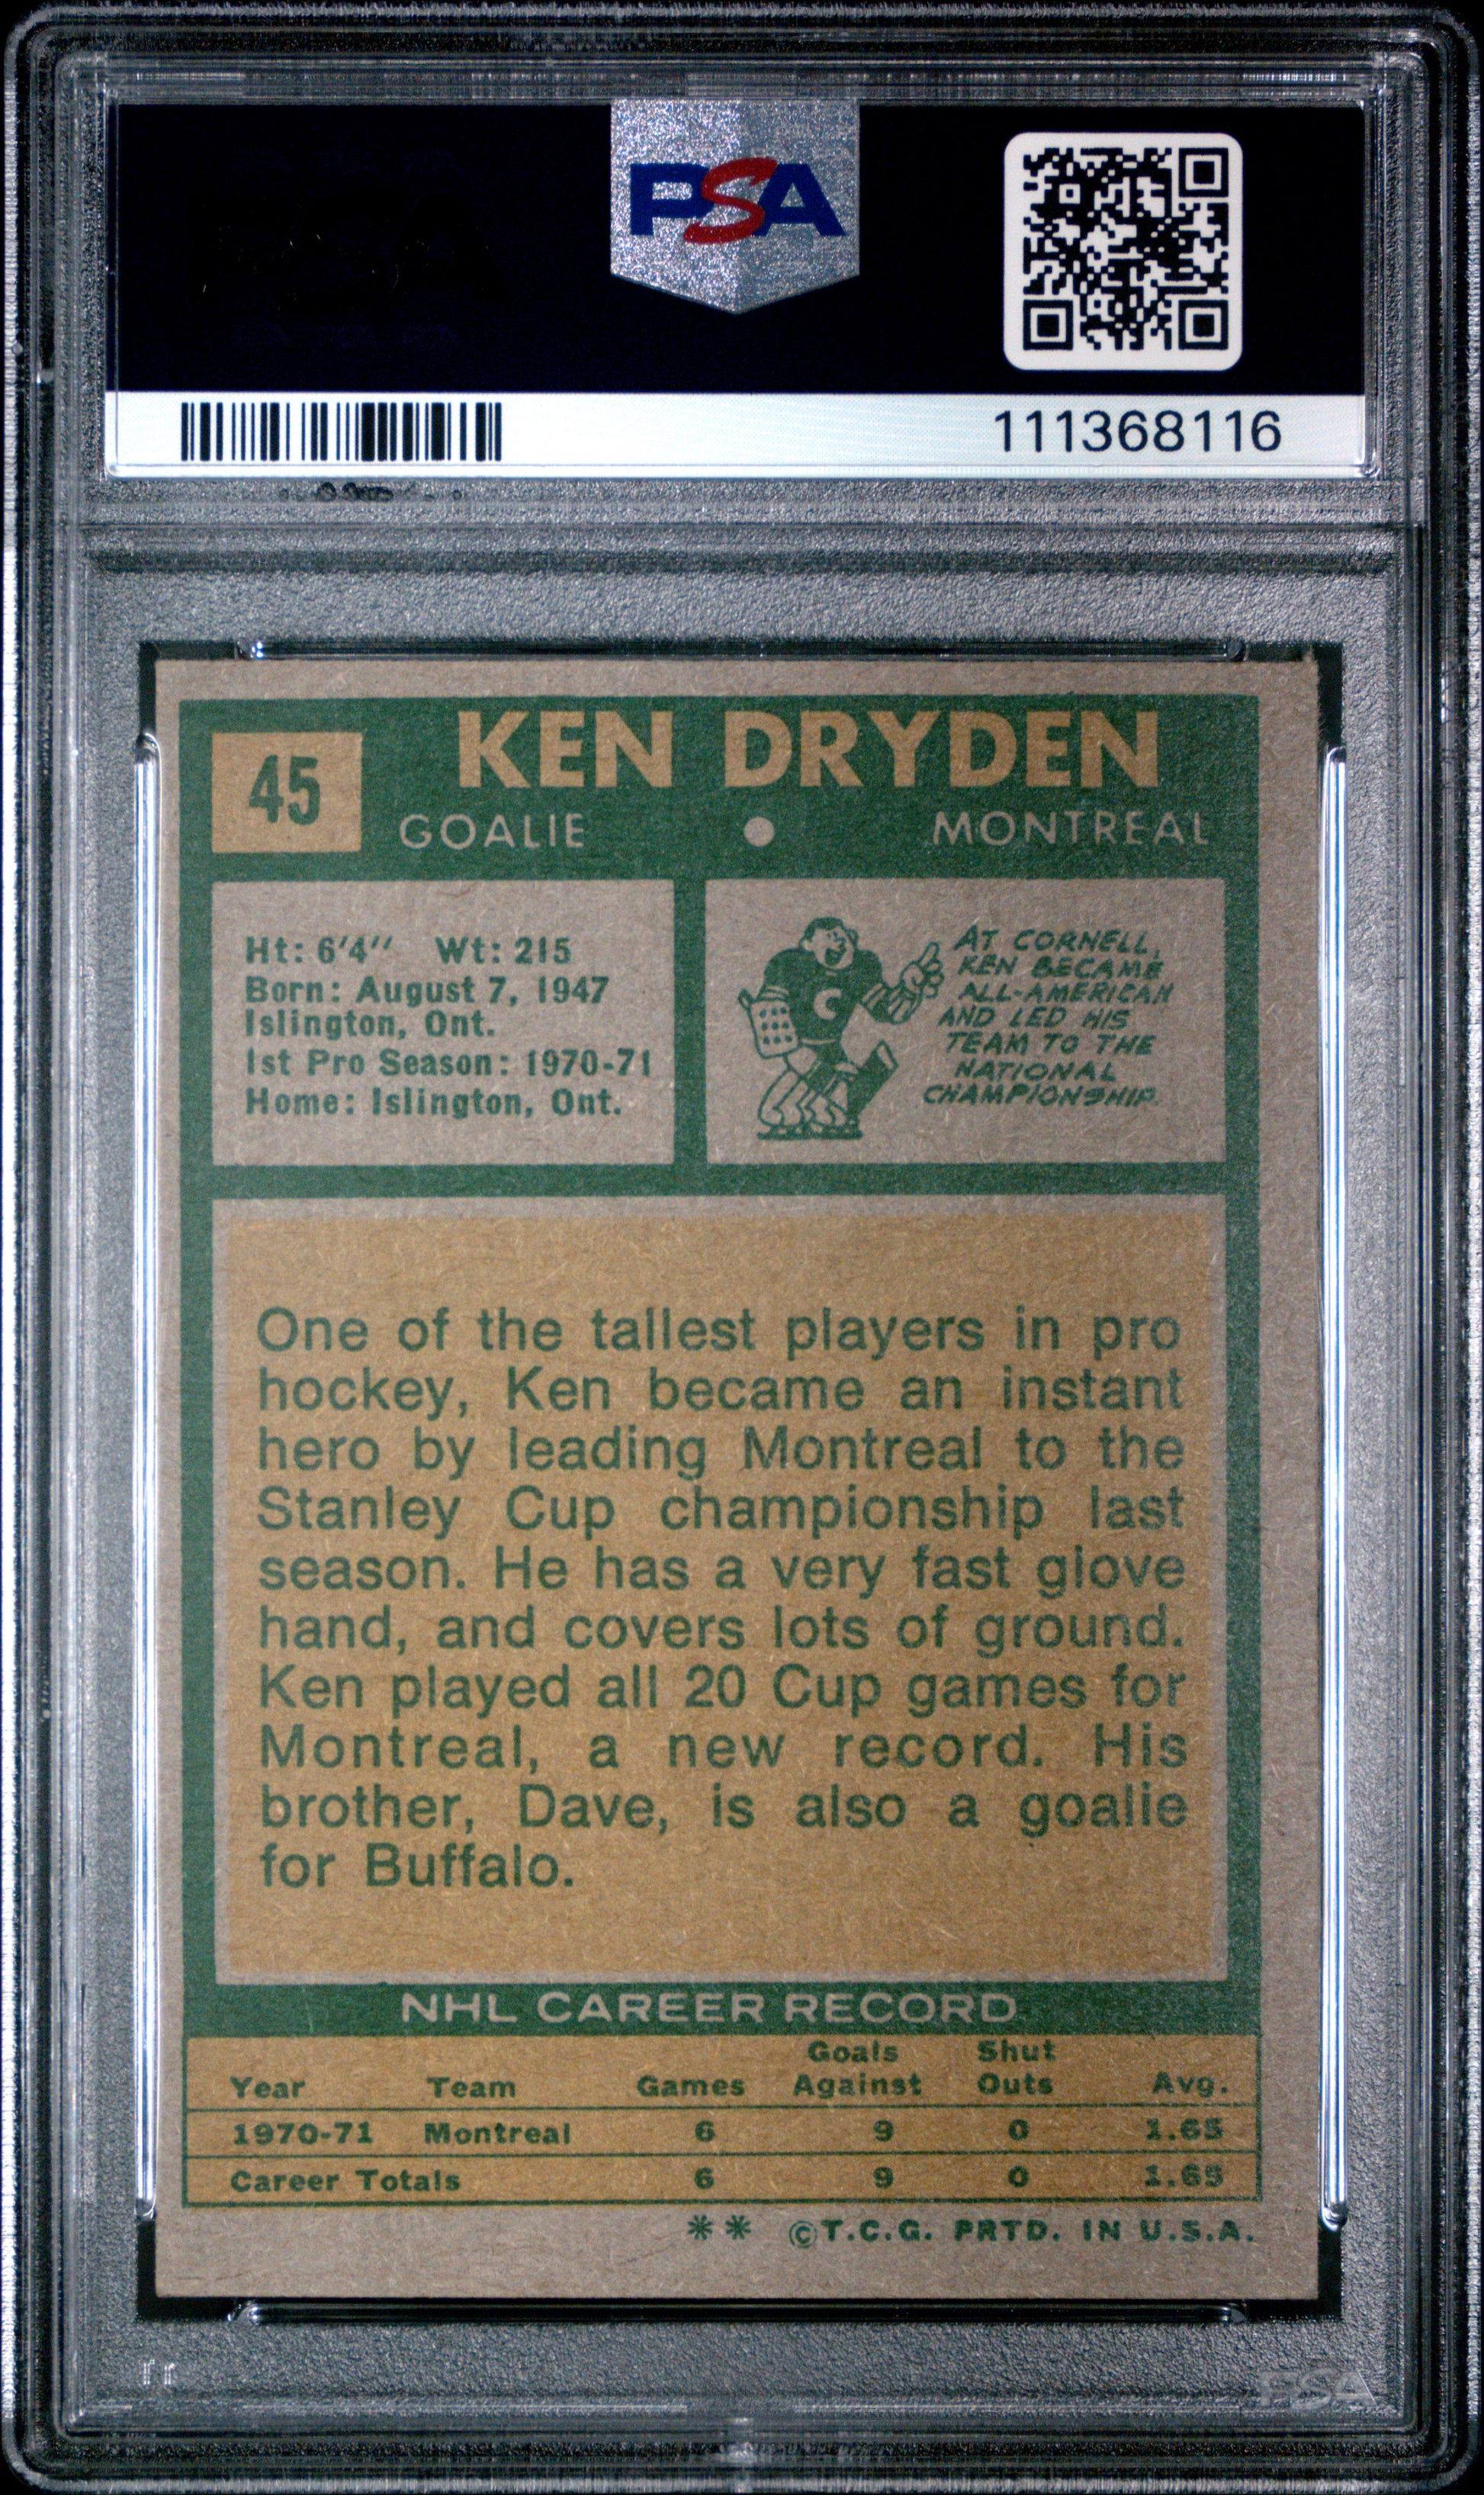 PSA
111368116
45
KEN DRYDEN
GOALIE • MONTREAL
Ht: 6'4'' Wt: 215
Born: August 7, 1947
Islington, Ont.
1st Pro Season: 1970-71
Home: Islington, Ont.
C
AT CORNELL,
KEN BECAME
ALL-AMERICAN
AND LED HIS
TEAM TO THE
NATIONAL
CHAMPIONSHIP.
One of the tallest players in pro
hockey, Ken became an instant
hero by leading Montreal to the
Stanley Cup championship last
season. He has a very fast glove
hand, and covers lots of ground.
Ken played all 20 Cup games for
Montreal, a new record. His
brother, Dave, is also a goalie
for Buffalo.
NHL CAREER RECORD
Year Team Games Goals Against Shut Outs Avg.
1970-71 Montreal 6 9 0 1.65
Career Totals 6 9 0 1.65
** ©T.C.G. PRTD. IN U.S.A.
PSA